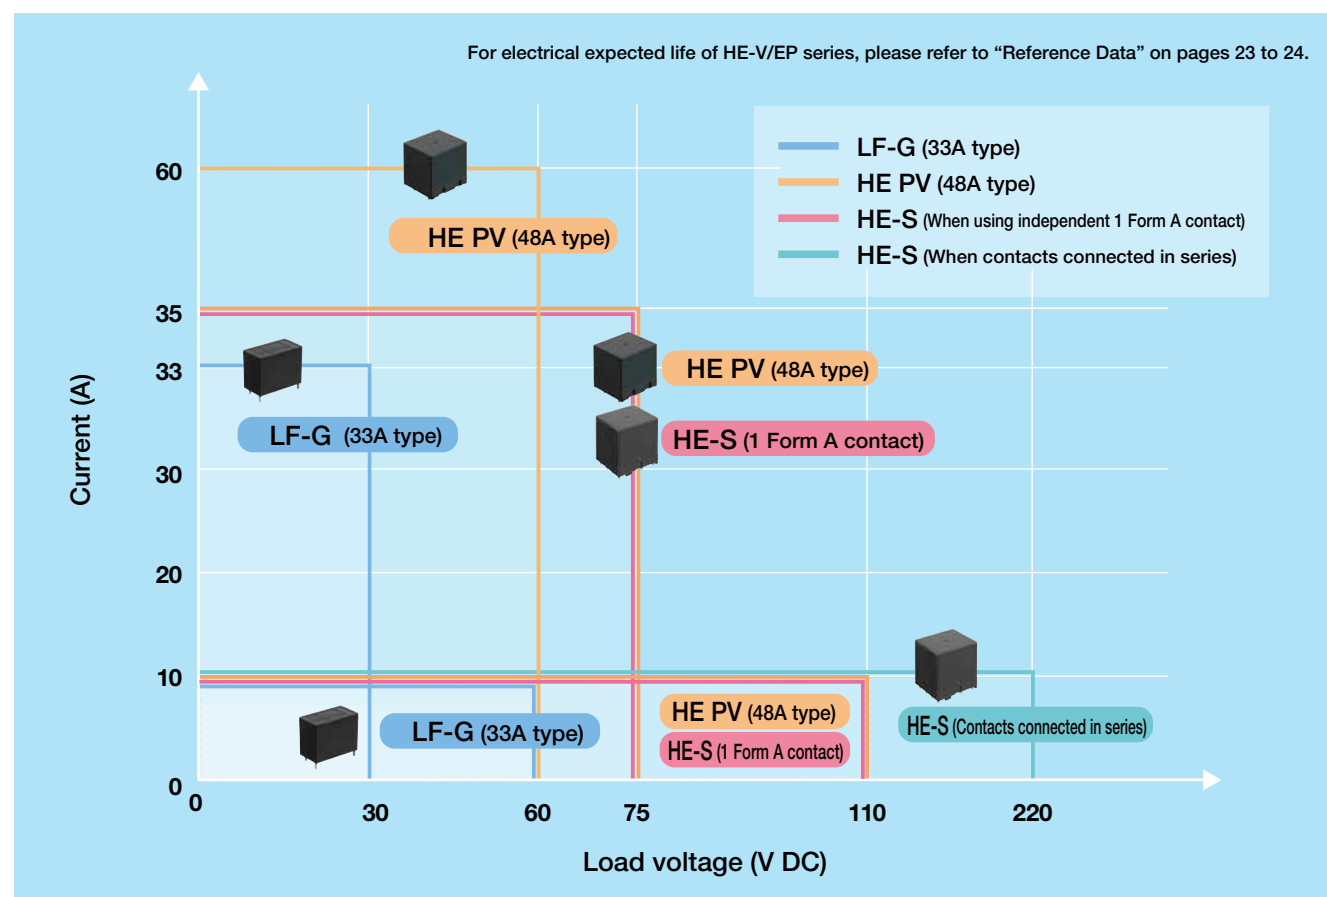 For electrical expected life of HE-V/EP series, please refer to “Reference Data” on pages 23 to 24.
LF-G (33A type)
HE PV (48A type)
HE-S (When using independent 1 Form A contact)
HE-S (When contacts connected in series)
60
HE PV (48A type)
35
33
HE PV (48A type)
LF-G (33A type)
HE-S (1 Form A contact)
Current (A)
30
20
10
HE PV (48A type)
LF-G (33A type)
HE-S (Contacts connected in series)
HE-S (1 Form A contact)
0
0
30
60
75
110
220
Load voltage (V DC)